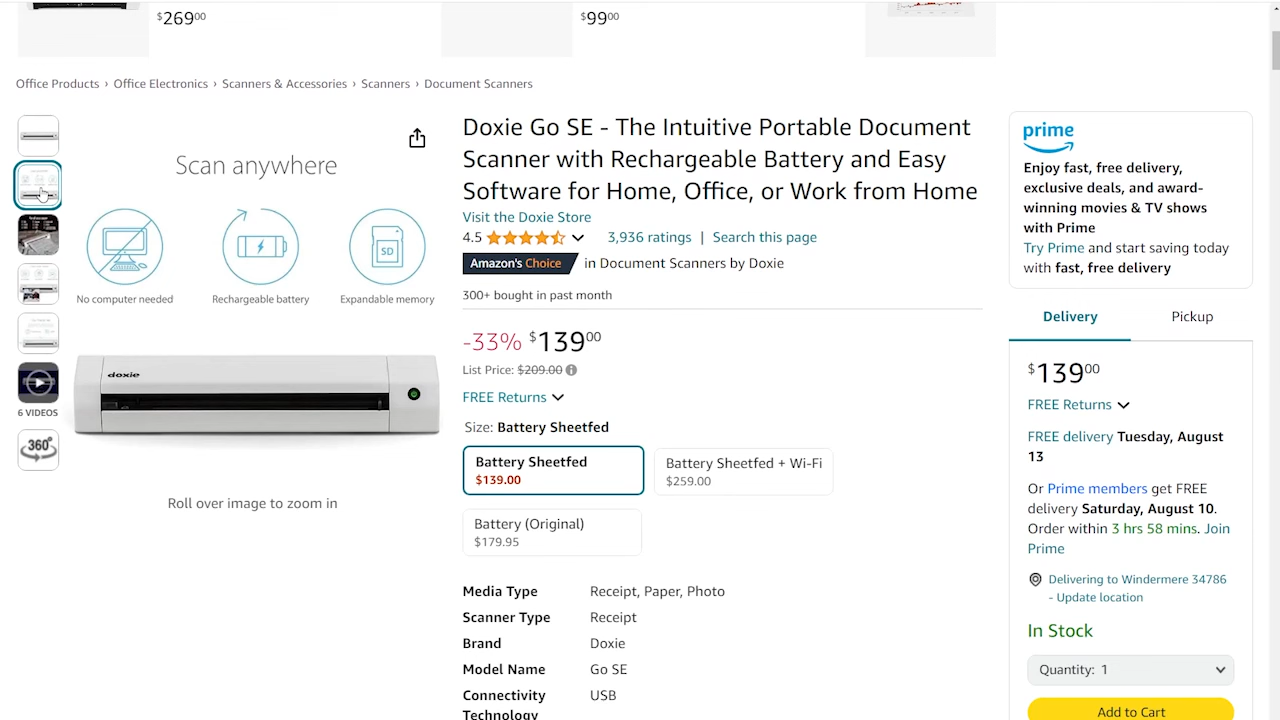 $269.00
$99.00
Office Products › Office Electronics › Scanners & Accessories › Scanners › Document Scanners
Scan anywhere
No computer needed
Rechargeable battery
SD
Expandable memory
doxie
6 VIDEOS
360°
Roll over image to zoom in
Doxie Go SE - The Intuitive Portable Document
Scanner with Rechargeable Battery and Easy
Software for Home, Office, or Work from Home
Visit the Doxie Store
4.5 3,936 ratings | Search this page
Amazon's Choice in Document Scanners by Doxie
300+ bought in past month
-33% $139.00
List Price: $209.00
FREE Returns
Size: Battery Sheetfed
Battery Sheetfed
$139.00
Battery Sheetfed + Wi-Fi
$259.00
Battery (Original)
$179.95
Media Type Receipt, Paper, Photo
Scanner Type Receipt
Brand Doxie
Model Name Go SE
Connectivity USB
Technology
prime
Enjoy fast, free delivery,
exclusive deals, and award-
winning movies & TV shows
with Prime
Try Prime and start saving today
with fast, free delivery
Delivery Pickup
$139.00
FREE Returns
FREE delivery Tuesday, August
13
Or Prime members get FREE
delivery Saturday, August 10.
Order within 3 hrs 58 mins. Join
Prime
Delivering to Windermere 34786
- Update location
In Stock
Quantity: 1
Add to Cart